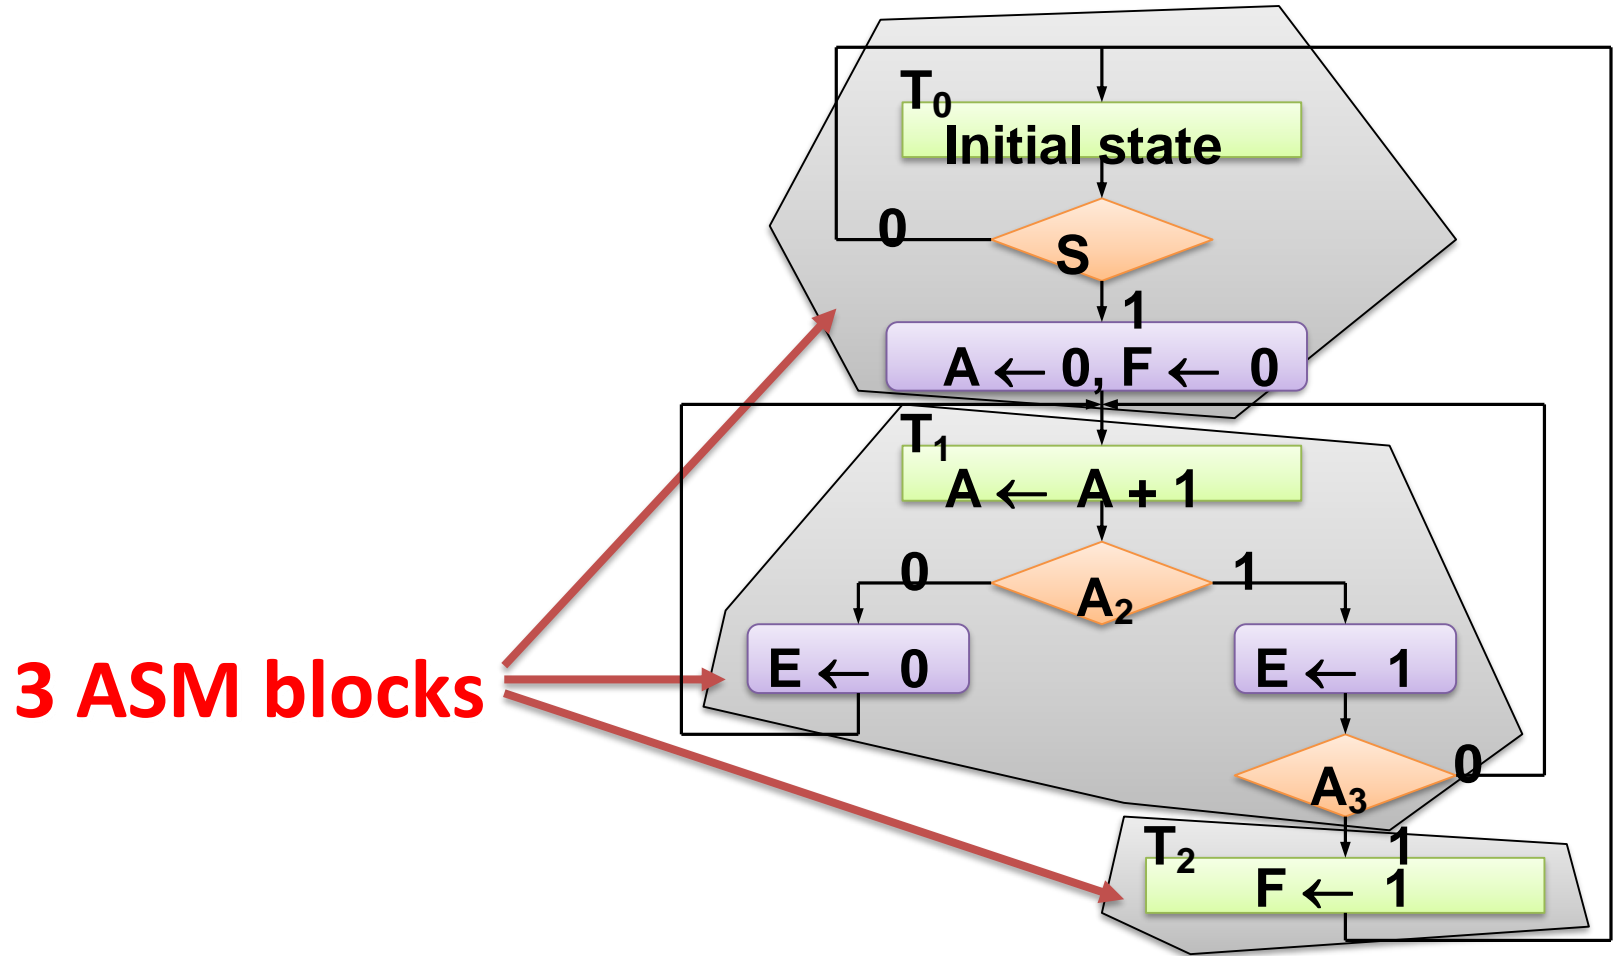 T₀
Initial state
0
S
1
A ← 0, F ← 0
T₁
A ← A + 1
0
A₂
1
E ← 0
E ← 1
3 ASM blocks
A₃
0
1
T₂
F ← 1